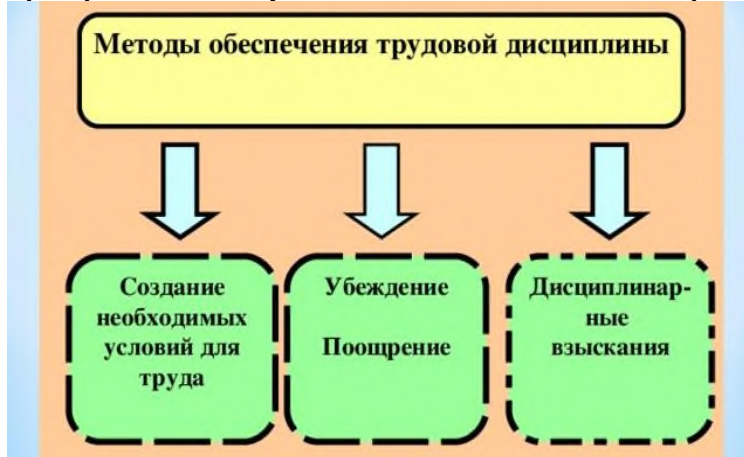 Методы обеспечения трудовой дисциплины
Создание
необходимых
условий для
труда
Убеждение
Поощрение
Дисциплинар-
ные
взыскания